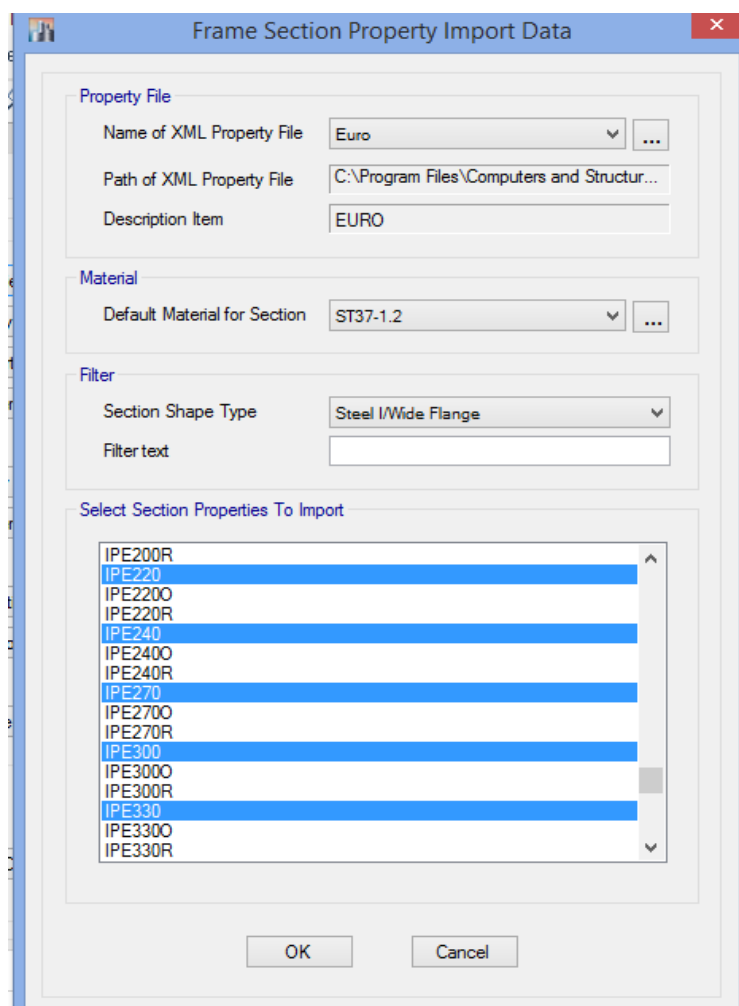 Frame Section Property Import Data
Property File
Name of XML Property File Euro ...
Path of XML Property File C:\Program Files\Computers and Structur...
Description Item EURO
Material
Default Material for Section ST37-1.2 ...
Filter
Section Shape Type Steel I/Wide Flange
Filter text
Select Section Properties To Import
IPE200R
IPE220
IPE220O
IPE220R
IPE240
IPE240O
IPE240R
IPE270
IPE270O
IPE270R
IPE300
IPE300O
IPE300R
IPE330
IPE330O
IPE330R
OK Cancel